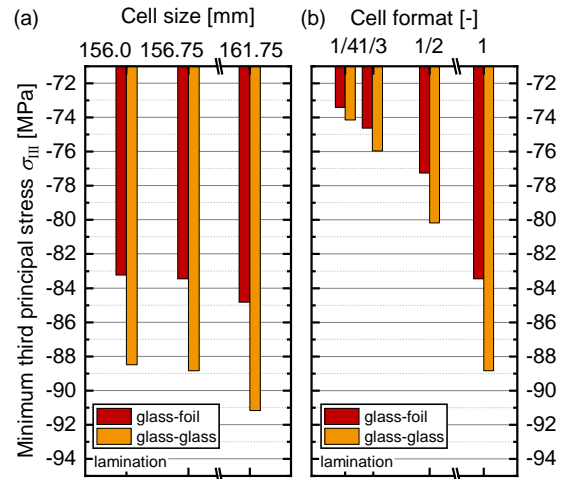 (a) Cell size [mm]
156.0 156.75 161.75
Minimum third principal stress σIII [MPa]
-72
-74
-76
-78
-80
-82
-84
-86
-88
-90
-92
-94
glass-foil
glass-glass
lamination
(b) Cell format [-]
1/4 1/3 1/2 1
-72
-74
-76
-78
-80
-82
-84
-86
-88
-90
-92
-94
glass-foil
glass-glass
lamination